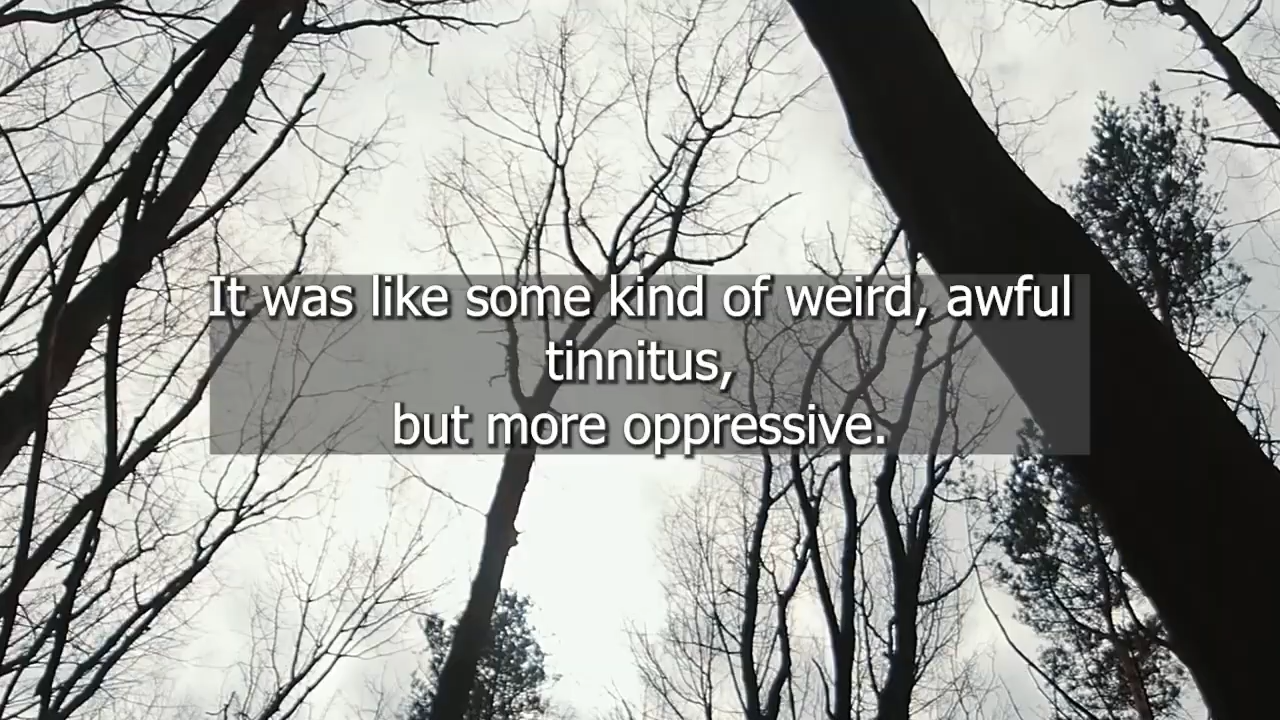 It was like some kind of weird, awful
tinnitus,
but more oppressive.